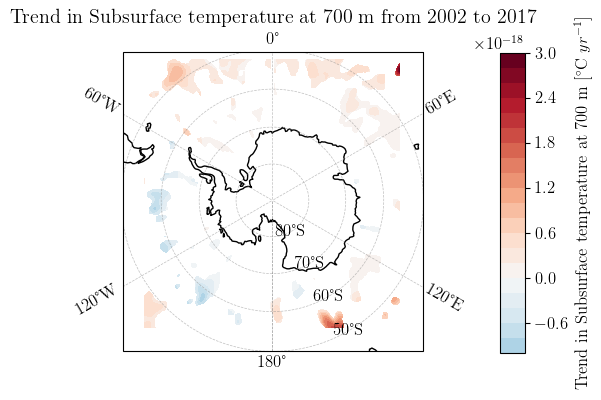 Trend in Subsurface temperature at 700 m from 2002 to 2017
0°
×10⁻¹⁸
60°W
60°E
3.0
2.4
1.8
1.2
0.6
0.0
−0.6
80°S
70°S
60°S
50°S
120°W
120°E
180°
Trend in Subsurface temperature at 700 m [°C yr⁻¹]